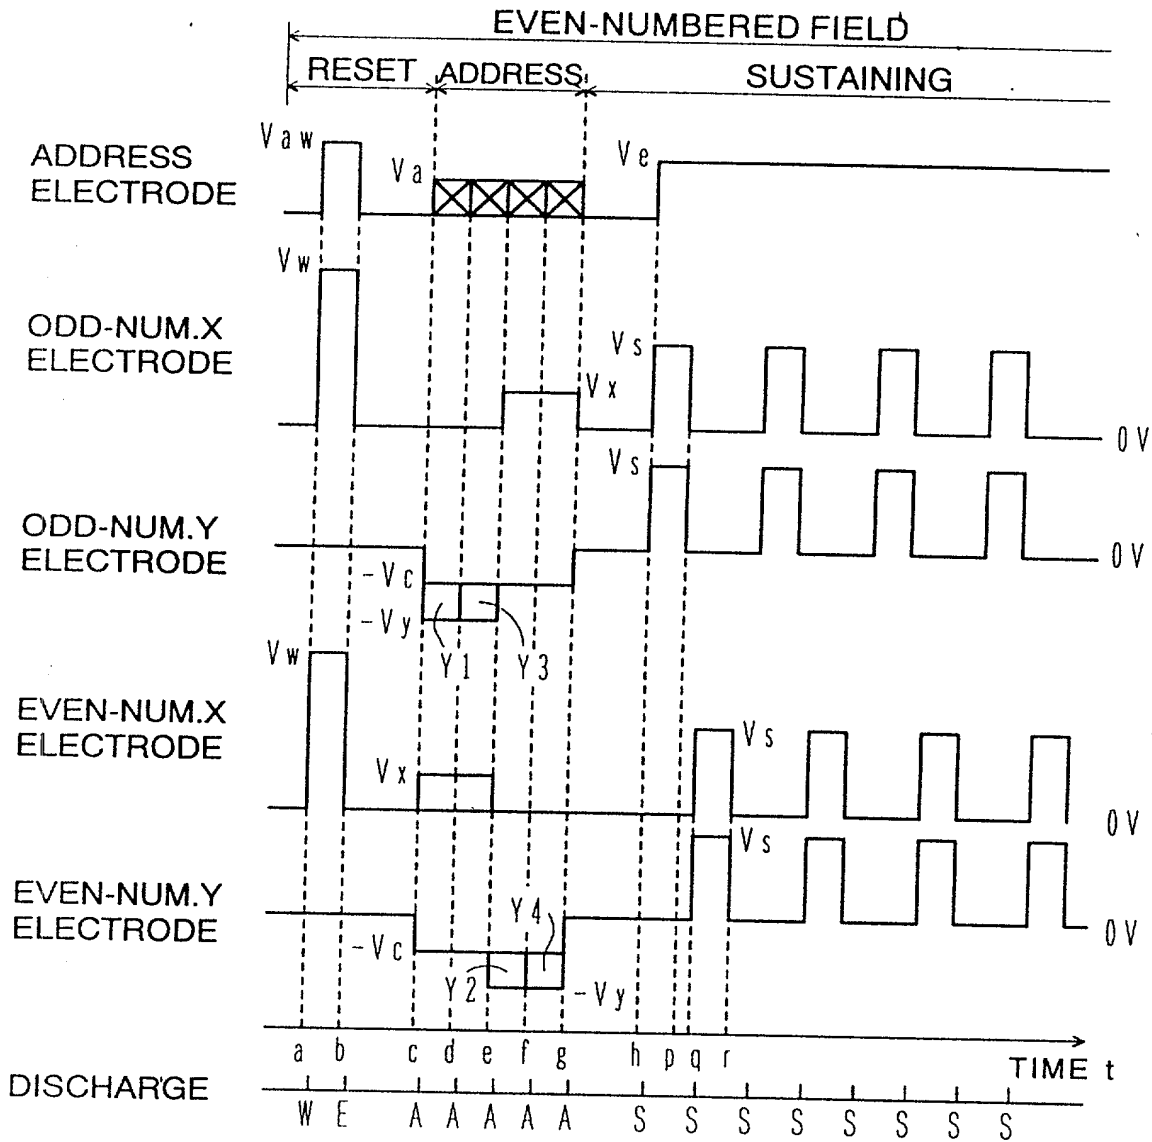 EVEN-NUMBERED FIELD
RESET ADDRESS SUSTAINING
Vaw
ADDRESS
ELECTRODE
Va
Ve
Vw
ODD-NUM.X
ELECTRODE
Vs
Vx
0V
Vs
ODD-NUM.Y
ELECTRODE
0V
-Vc
-Vy
Y1 Y3
Vw
EVEN-NUM.X
ELECTRODE
Vs
Vx
0V
Vs
EVEN-NUM.Y
ELECTRODE
Y4
0V
-Vc
Y2
-Vy
a b c d e f g h p q r
TIME t
DISCHARGE
W E A A A A A S S S S S S S S